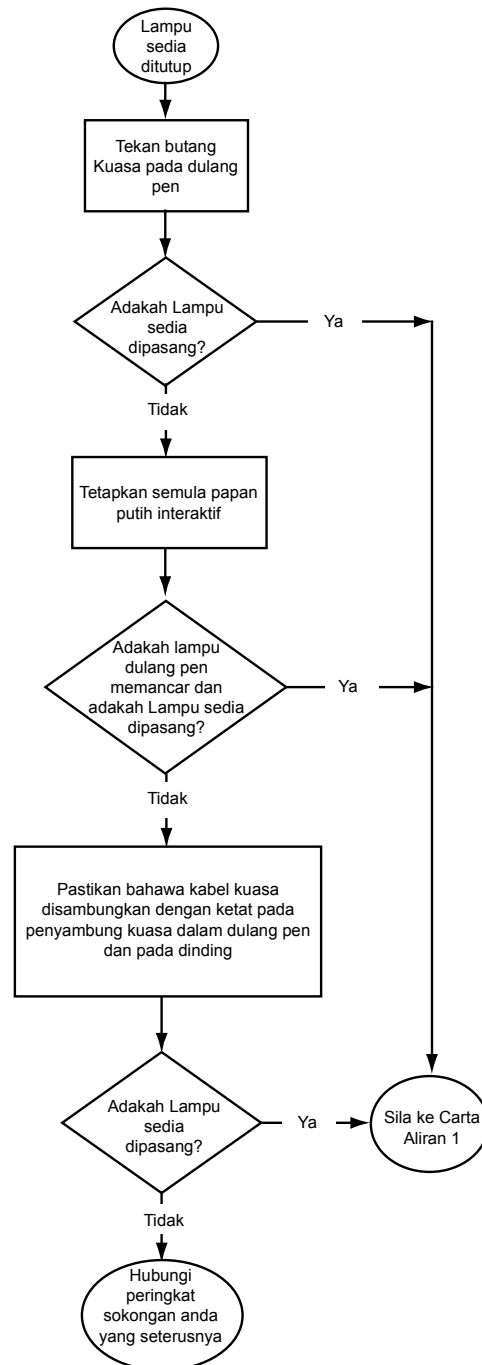 Lampu
sedia
ditutup
Tekan butang
Kuasa pada dulang
pen
Adakah Lampu
sedia
dipasang?
Ya
Tidak
Tetapkan semula papan
putih interaktif
Adakah lampu
dulang pen
memancar dan
adakah Lampu sedia
dipasang?
Ya
Tidak
Pastikan bahawa kabel kuasa
disambungkan dengan ketat pada
penyambung kuasa dalam dulang pen
dan pada dinding
Adakah Lampu
sedia
dipasang?
Ya
Sila ke Carta
Aliran 1
Tidak
Hubungi
peringkat
sokongan anda
yang seterusnya